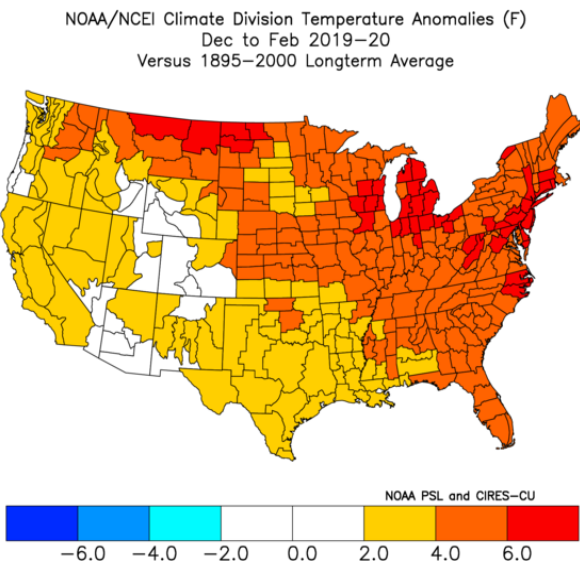 NOAA/NCEI Climate Division Temperature Anomalies (F)
Dec to Feb 2019-20
Versus 1895-2000 Longterm Average
NOAA PSL and CIRES-CU
-6.0 -4.0 -2.0 0.0 2.0 4.0 6.0